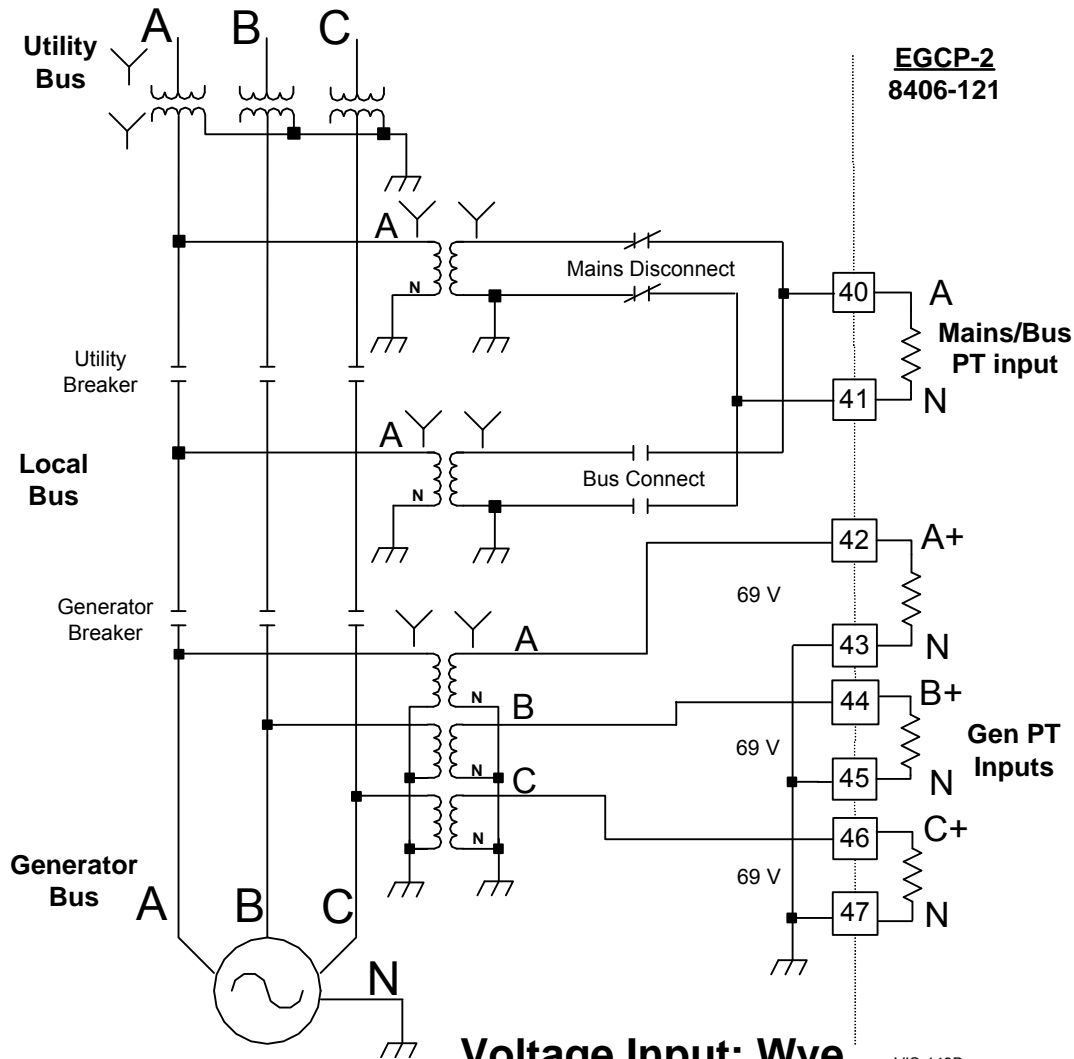 A B C
Utility
Bus
EGCP-2
8406-121
A
N
Mains Disconnect
40
A
Mains/Bus
PT input
41
N
Utility
Breaker
Local
Bus
A
N
Bus Connect
42
A+
69 V
43
N
Generator
Breaker
A
N
B
N
C
N
44
B+
69 V
Gen PT
Inputs
45
N
46
C+
69 V
47
N
Generator
Bus
A B C
N
Voltage Input: Wye